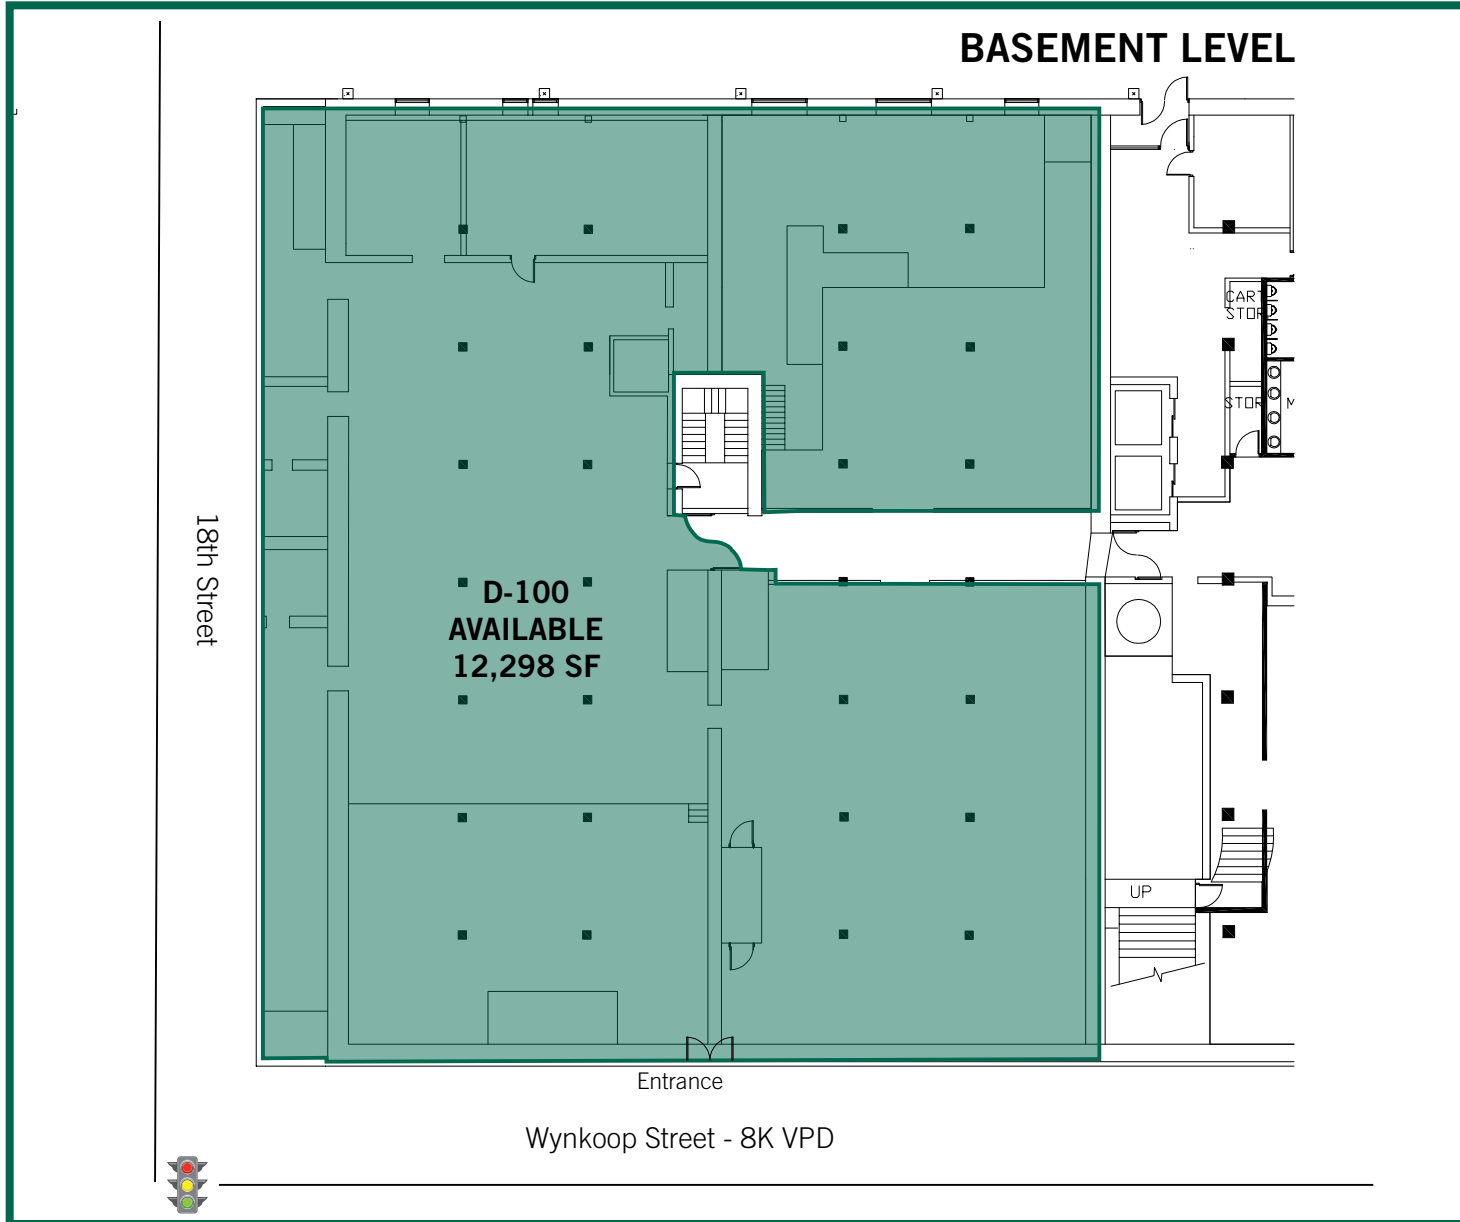 BASEMENT LEVEL
CART
STOR
STOR
M
18th Street
D-100
AVAILABLE
12,298 SF
UP
Entrance
Wynkoop Street - 8K VPD